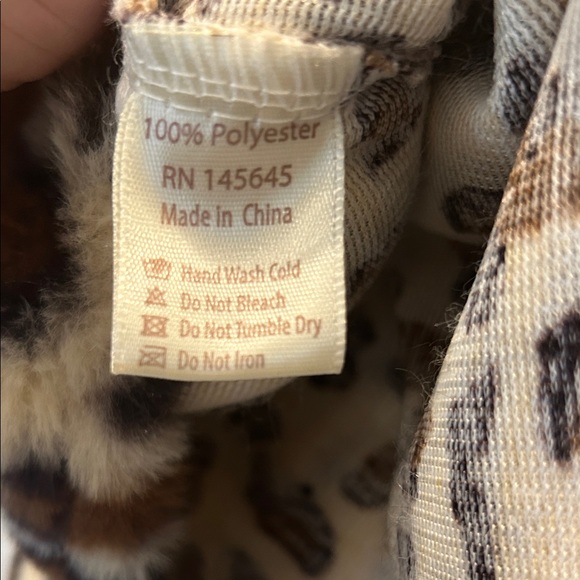 100% Polyester
RN 145645
Made in China
Hand Wash Cold
Do Not Bleach
Do Not Tumble Dry
Do Not Iron